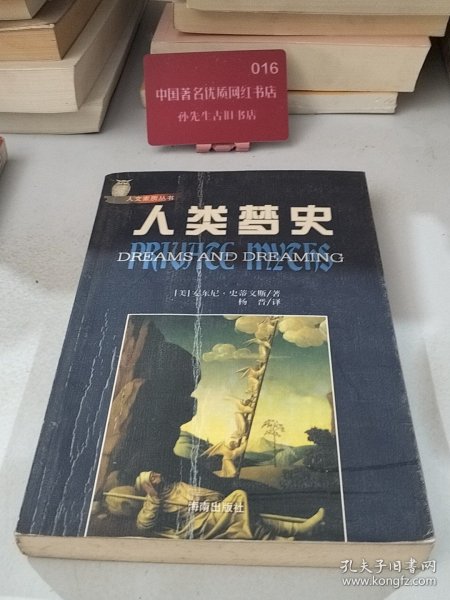 016
中国著名优质网红书店
孙先生古旧书店
人文素质丛书
人类梦史
PRIVATE MYTHS
DREAMS AND DREAMING
[美]安东尼·史蒂文斯/著
杨晋/译
海南出版社
孔夫子旧书网
www.kongfz.com